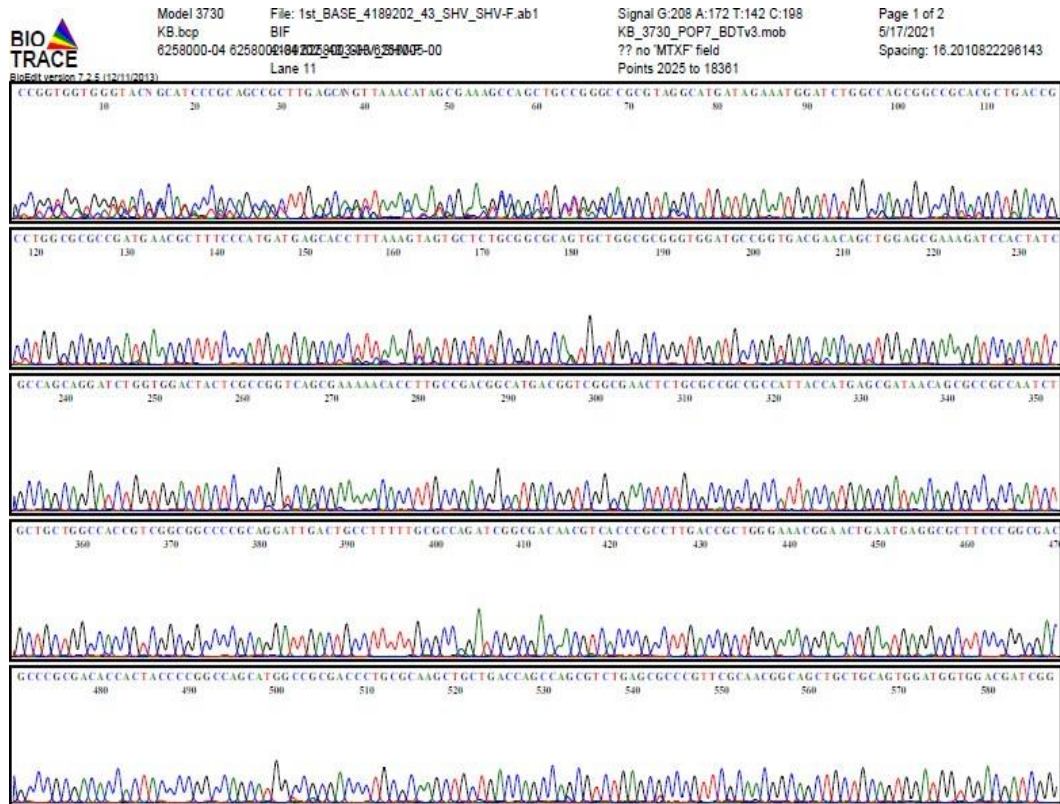 BIO TRACE
BioEdit version 7.2.5 (12/11/2013)
Model 3730
KB.bcp
6258000-04
File: 1st_BASE_4189202_43_SHV_SHV-F.ab1
BIF
Lane 11
Signal G:208 A:172 T:142 C:198
KB_3730_POP7_BDTv3.mob
?? no 'MTXF' field
Points 2025 to 18361
Page 1 of 2
5/17/2021
Spacing: 16.2010822296143
CCGGTGGTGGGTACNGCATCCCGCAGCCGCTTGAGCANGTTAAACATAGCGAAAGCCAGCTGCCGGGCCGCGTAGGCATGATAGAAATGGATCTGGCCAGCGGCCGCACGCTGACCG
10 20 30 40 50 60 70 80 90 100 110
CCTGGCGCGCCGATGAACGCTTTCCCATGATGAGCACCTTTAAAGTAGTGCTCTGCGGCGCAGTGCTGGCGCGGGTGGATGCCGGTGACGAACAGCTGGAGCGAAAGATCCACTATC
120 130 140 150 160 170 180 190 200 210 220 230
GCCAGCAGGATCTGGTGGACTACTCGCCGGTCAGCGAAAAACACCTTGCCGACGGCATGACGGTCGGCGAACTCTGCGCCGCCGCCATTACCATGAGCGATAACAGCGCCGCCAATCT
240 250 260 270 280 290 300 310 320 330 340 350
GCTGCTGGCCACCGTCGGCGGCCCCGCAGGATTGACTGCCTTTTTGCGCCAGATCGGCGACAACGTCACCCGCCTTGACCGCTGGGAAACGGAACTGAATGAGGCGCTTCCCGGCGAC
360 370 380 390 400 410 420 430 440 450 460 470
GCCCGCGACACCACTACCCCGGCCAGCATGGCCGCGACCCTGCGCAAGCTGCTGACCAGCCAGCGTCTGAGCGCCCGTTCGCAACGGCAGCTGCTGCAGTGGATGGTGGACGATCGG
480 490 500 510 520 530 540 550 560 570 580